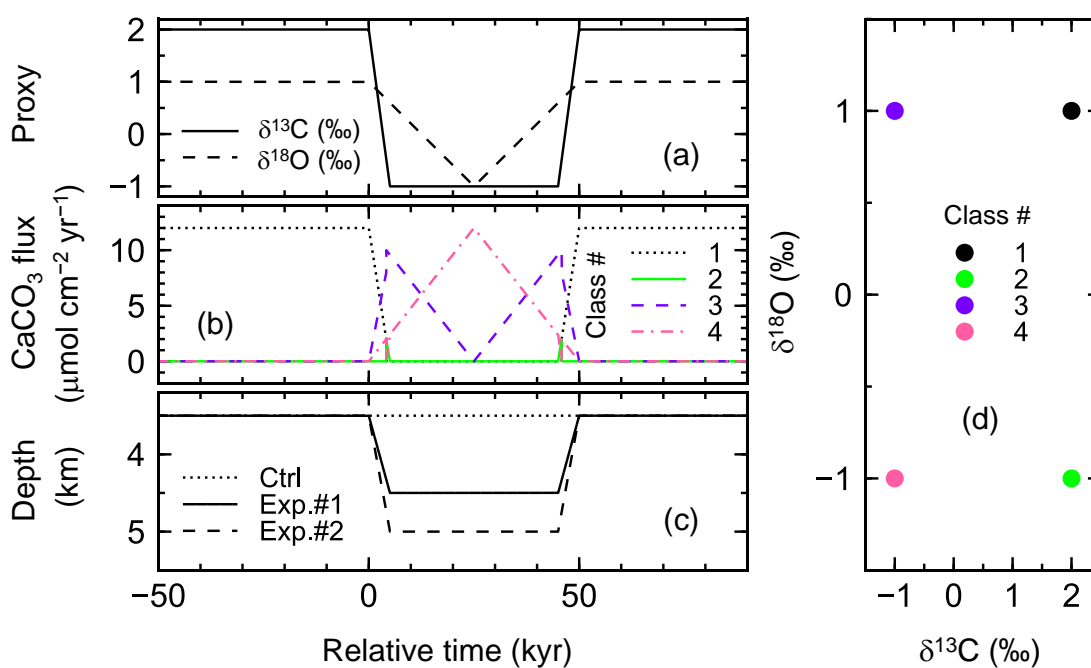 2
1
0
−1
Proxy
δ¹³C (‰)
δ¹⁸O (‰)
(a)
10
5
0
CaCO₃ flux
(μmol cm⁻² yr⁻¹)
(b)
Class #
1
2
3
4
4
5
Depth
(km)
Ctrl
Exp.#1
Exp.#2
(c)
−50
0
50
Relative time (kyr)
1
0
−1
δ¹⁸O (‰)
Class #
1
2
3
4
(d)
−1
0
1
2
δ¹³C (‰)